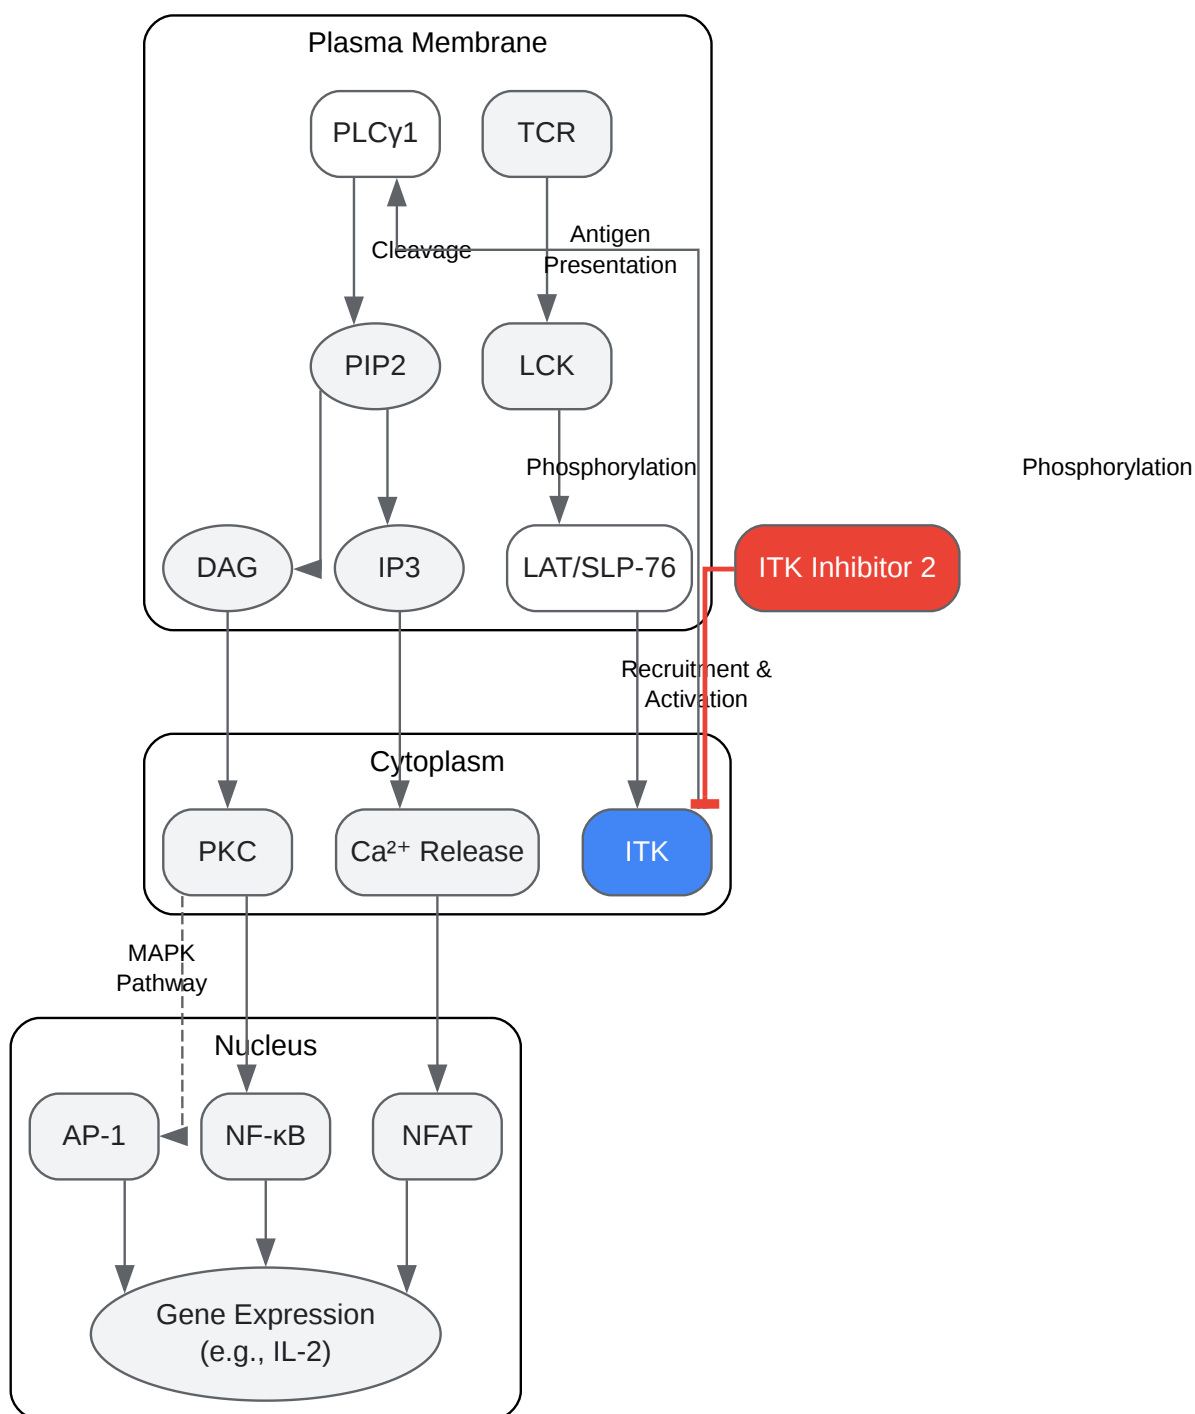 Plasma Membrane
PLCγ1
TCR
Cleavage
Antigen
Presentation
PIP2
LCK
Phosphorylation
Phosphorylation
DAG
IP3
LAT/SLP-76
ITK Inhibitor 2
Recruitment &
Activation
Cytoplasm
PKC
Ca²⁺ Release
ITK
MAPK
Pathway
Nucleus
AP-1
NF-κB
NFAT
Gene Expression
(e.g., IL-2)